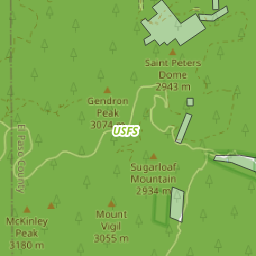 Saint Peters
Dome
2943 m
Gendron
Peak
3074 m
USFS
El Paso County
Sugarloaf
Mountain
2934 m
McKinley
Peak
3180 m
Mount
Vigil
3055 m